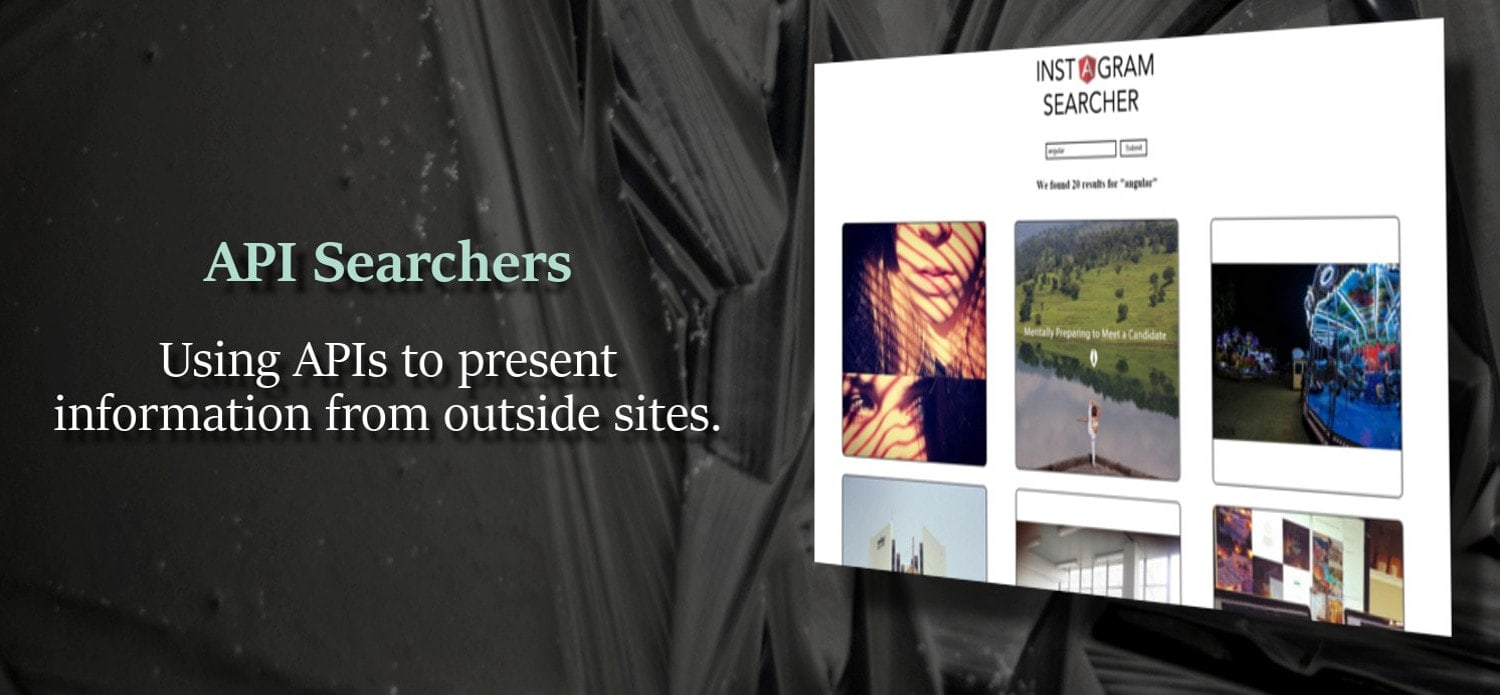 API Searchers
Using APIs to present
information from outside sites.
INSTAGRAM
SEARCHER
angular
Submit
We found 20 results for "angular"
Mentally Preparing to Meet a Candidate